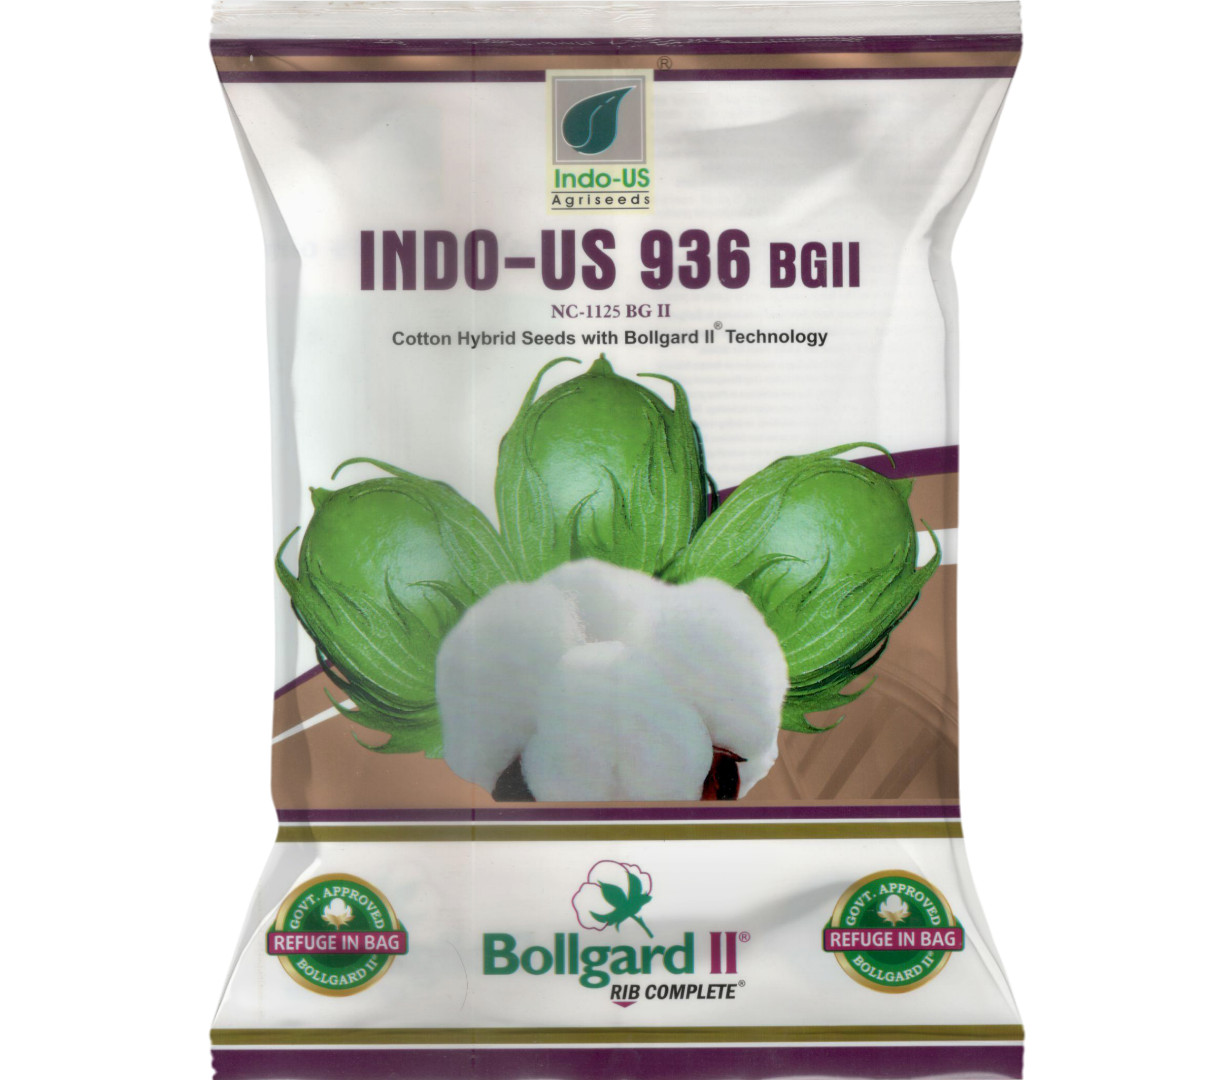 ®
Indo-US
Agriseeds
INDO-US 936 BGII
NC-1125 BG II
Cotton Hybrid Seeds with Bollgard II® Technology
GOVT. APPROVED
REFUGE IN BAG
BOLLGARD II®
Bollgard II®
RIB COMPLETE®
GOVT. APPROVED
REFUGE IN BAG
BOLLGARD II®